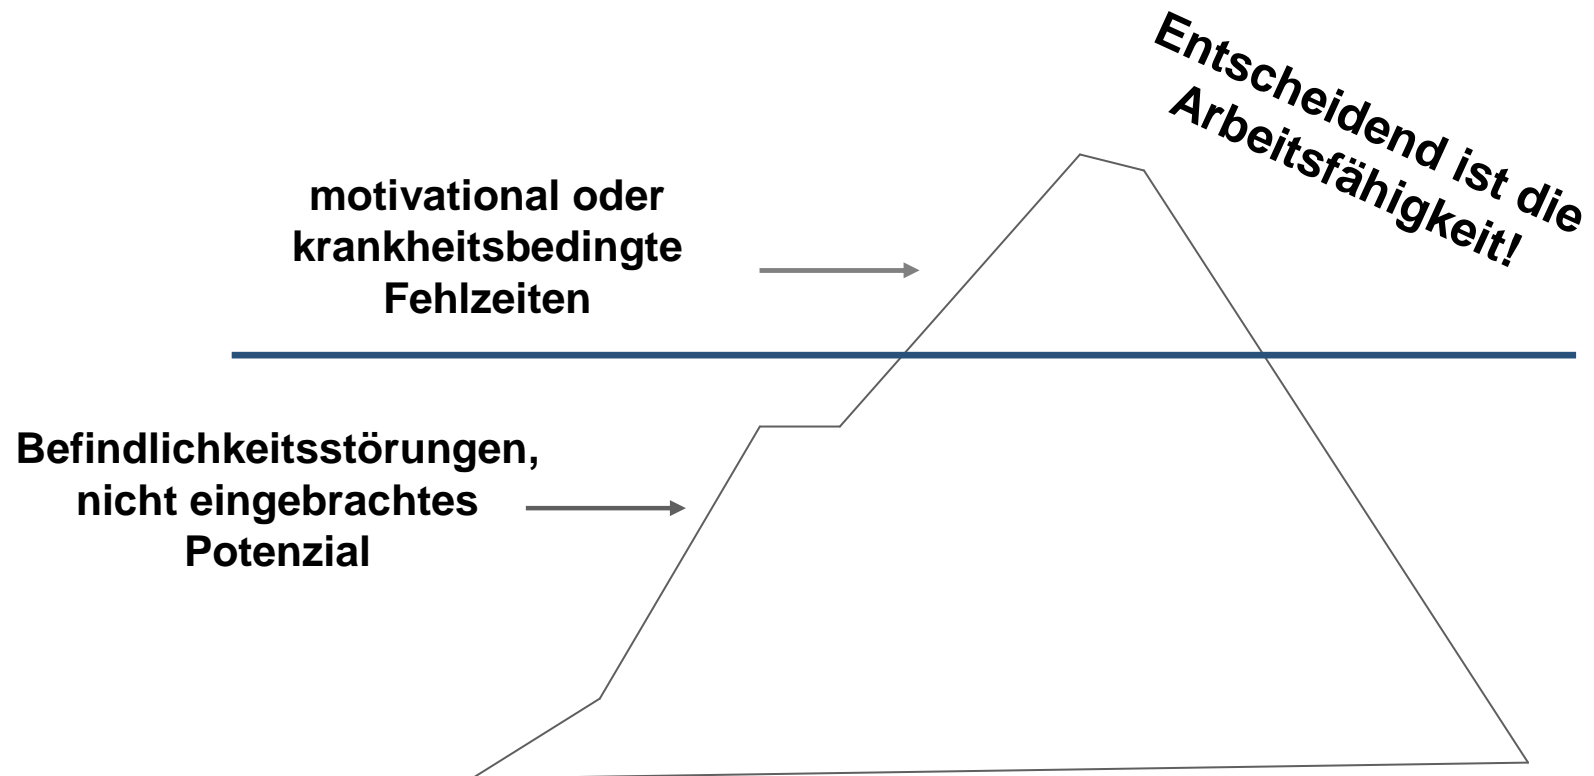 Entscheidend ist die
Arbeitsfähigkeit!
motivational oder
krankheitsbedingte
Fehlzeiten
Befindlichkeitsstörungen,
nicht eingebrachtes
Potenzial